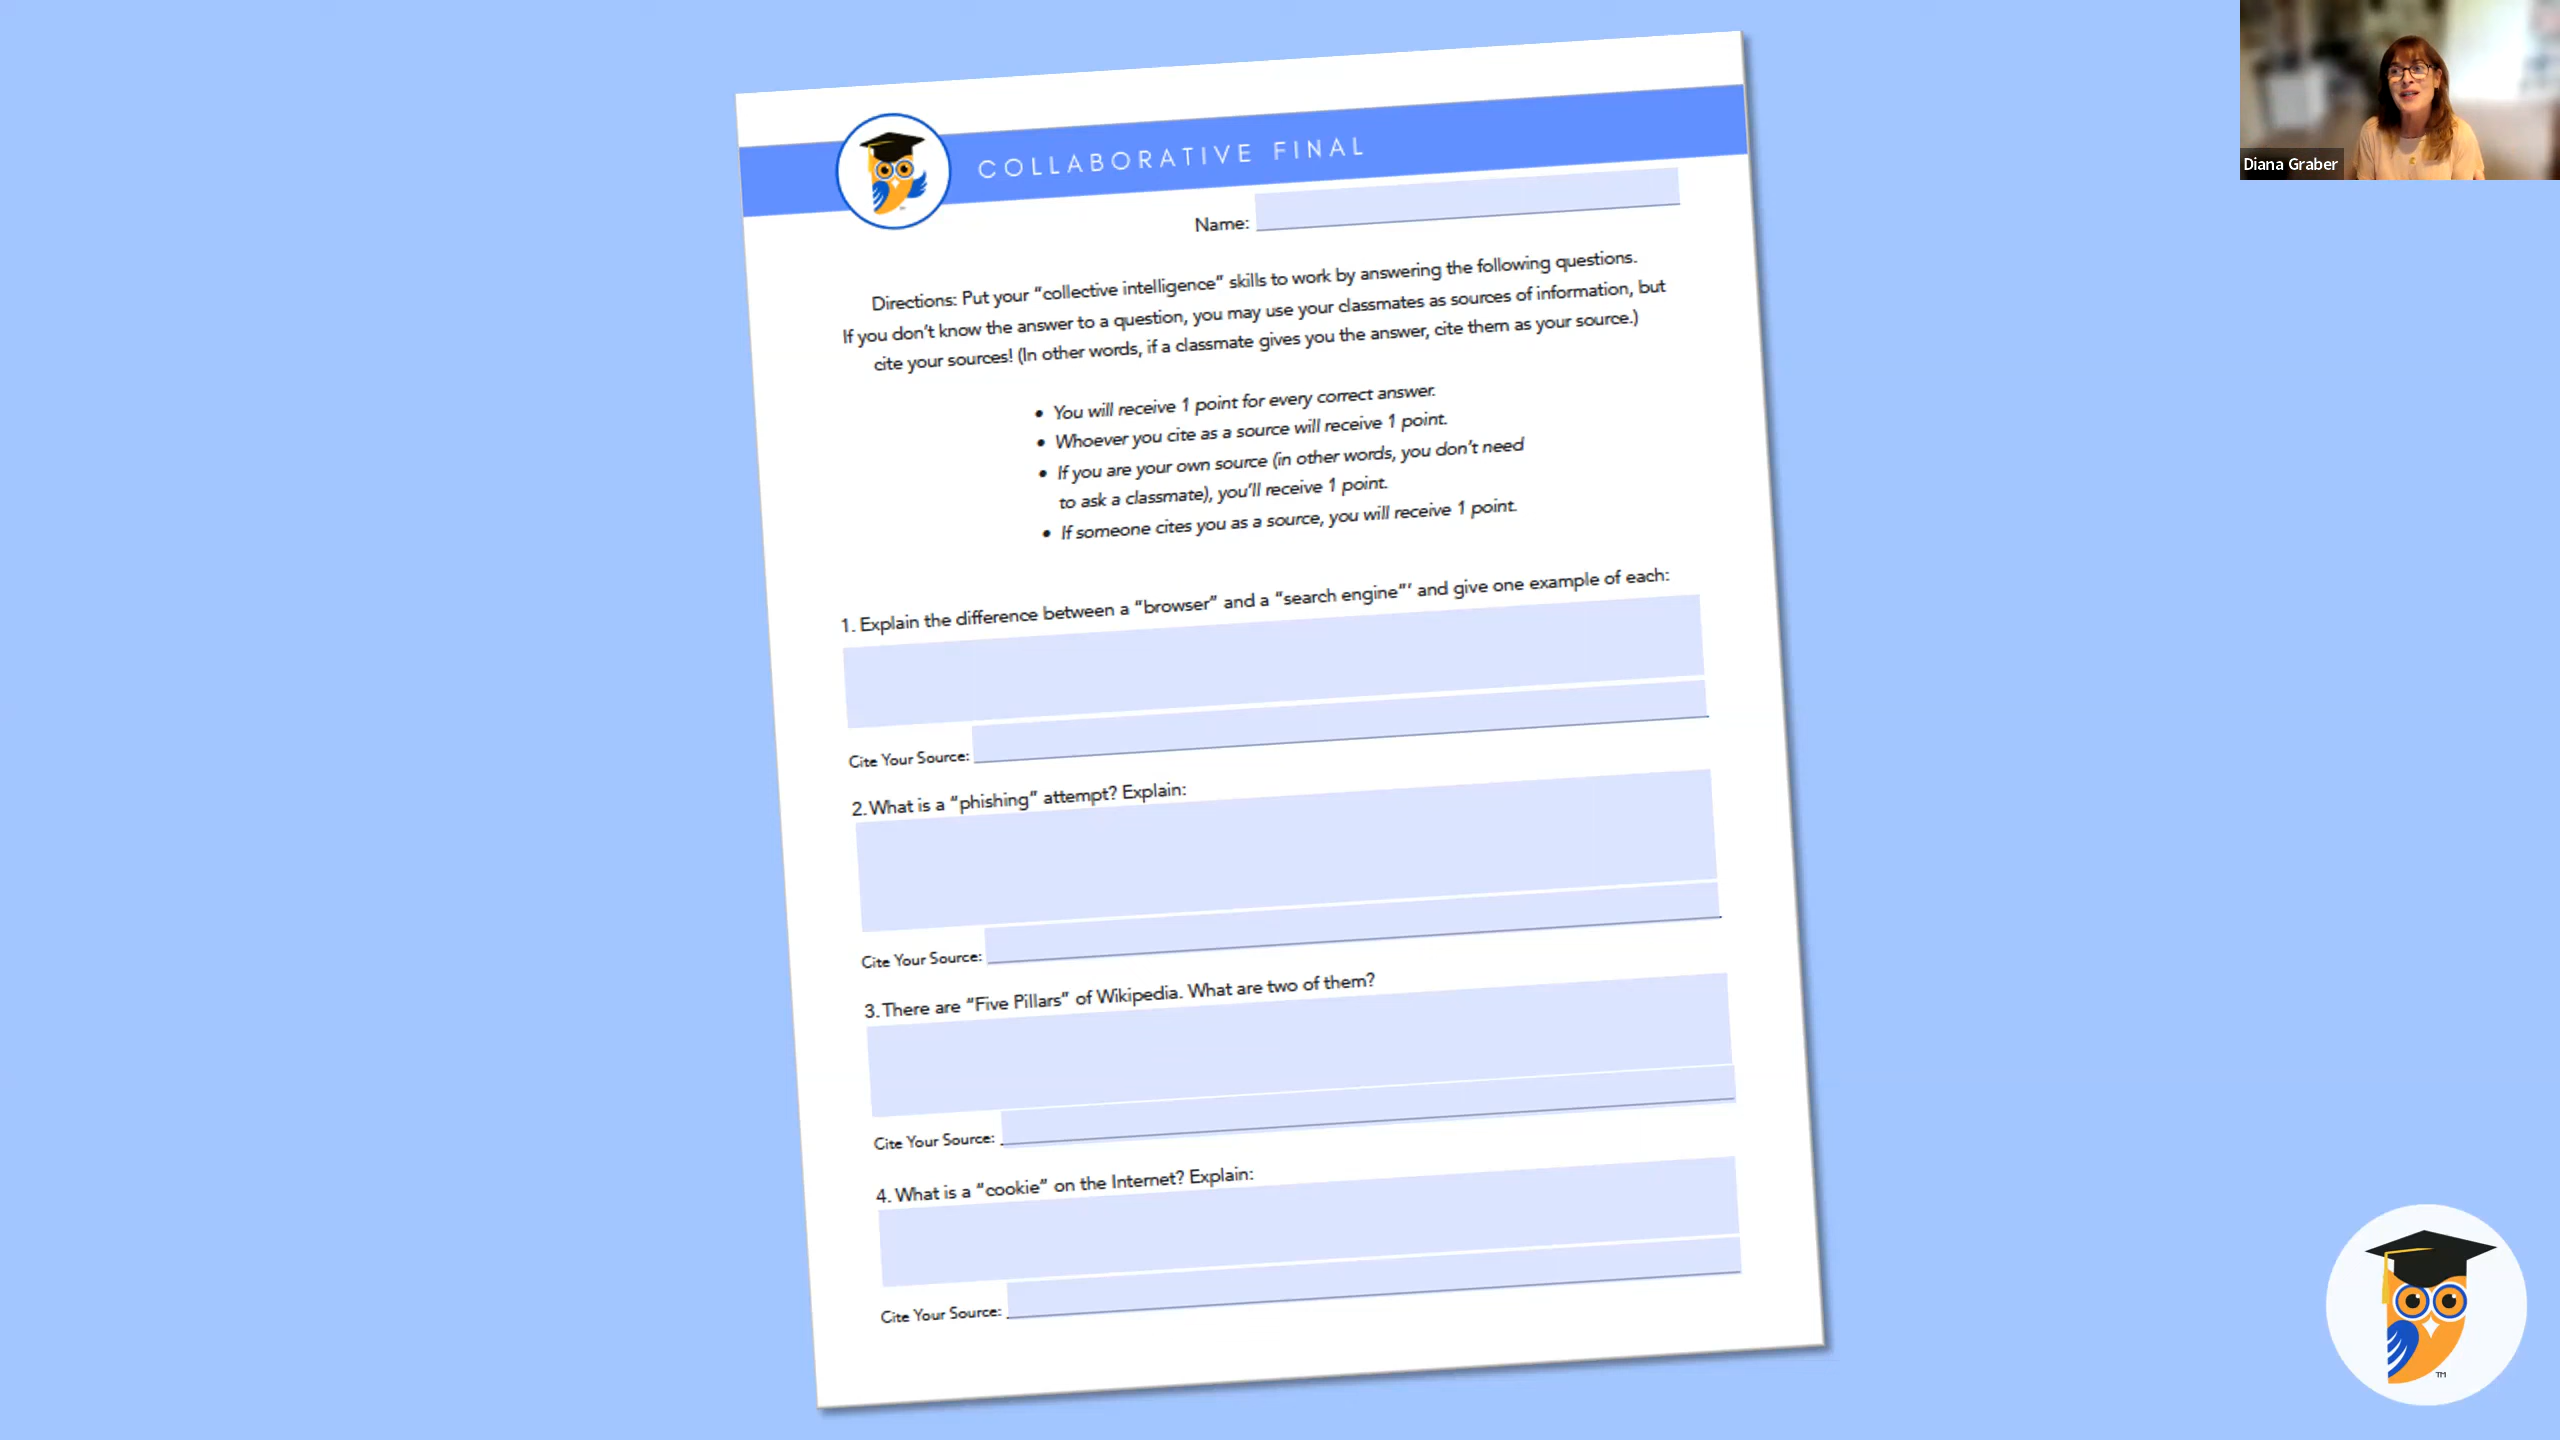 COLLABORATIVE FINAL
Name:
Directions: Put your “collective intelligence” skills to work by answering the following questions.
If you don’t know the answer to a question, you may use your classmates as sources of information, but
cite your sources! (In other words, if a classmate gives you the answer, cite them as your source.)
• You will receive 1 point for every correct answer.
• Whoever you cite as a source will receive 1 point.
• If you are your own source (in other words, you don’t need
to ask a classmate), you’ll receive 1 point.
• If someone cites you as a source, you will receive 1 point.
1. Explain the difference between a “browser” and a “search engine”’ and give one example of each:
Cite Your Source:
2. What is a “phishing” attempt? Explain:
Cite Your Source:
3. There are “Five Pillars” of Wikipedia. What are two of them?
Cite Your Source:
4. What is a “cookie” on the Internet? Explain:
Cite Your Source:
Diana Graber
TM